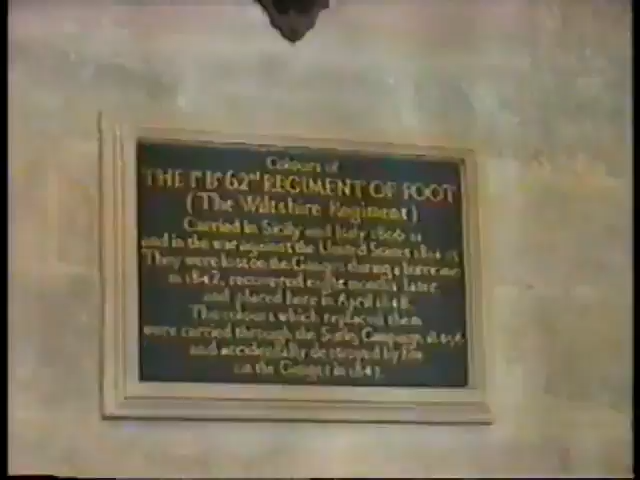 Colours of
THE 1st Bn 62nd REGIMENT OF FOOT
(The Wiltshire Regiment)
Carried in Sicily and Italy 1806-11
and in the war against the United States 1814-15
They were lost on the Ganges during a hurricane
in 1842, recovered eight months later
and placed here in April 1848.
The colours which replaced them
were carried through the Sutlej Campaign
and accidentally destroyed by fire
on the Ganges in 1847.